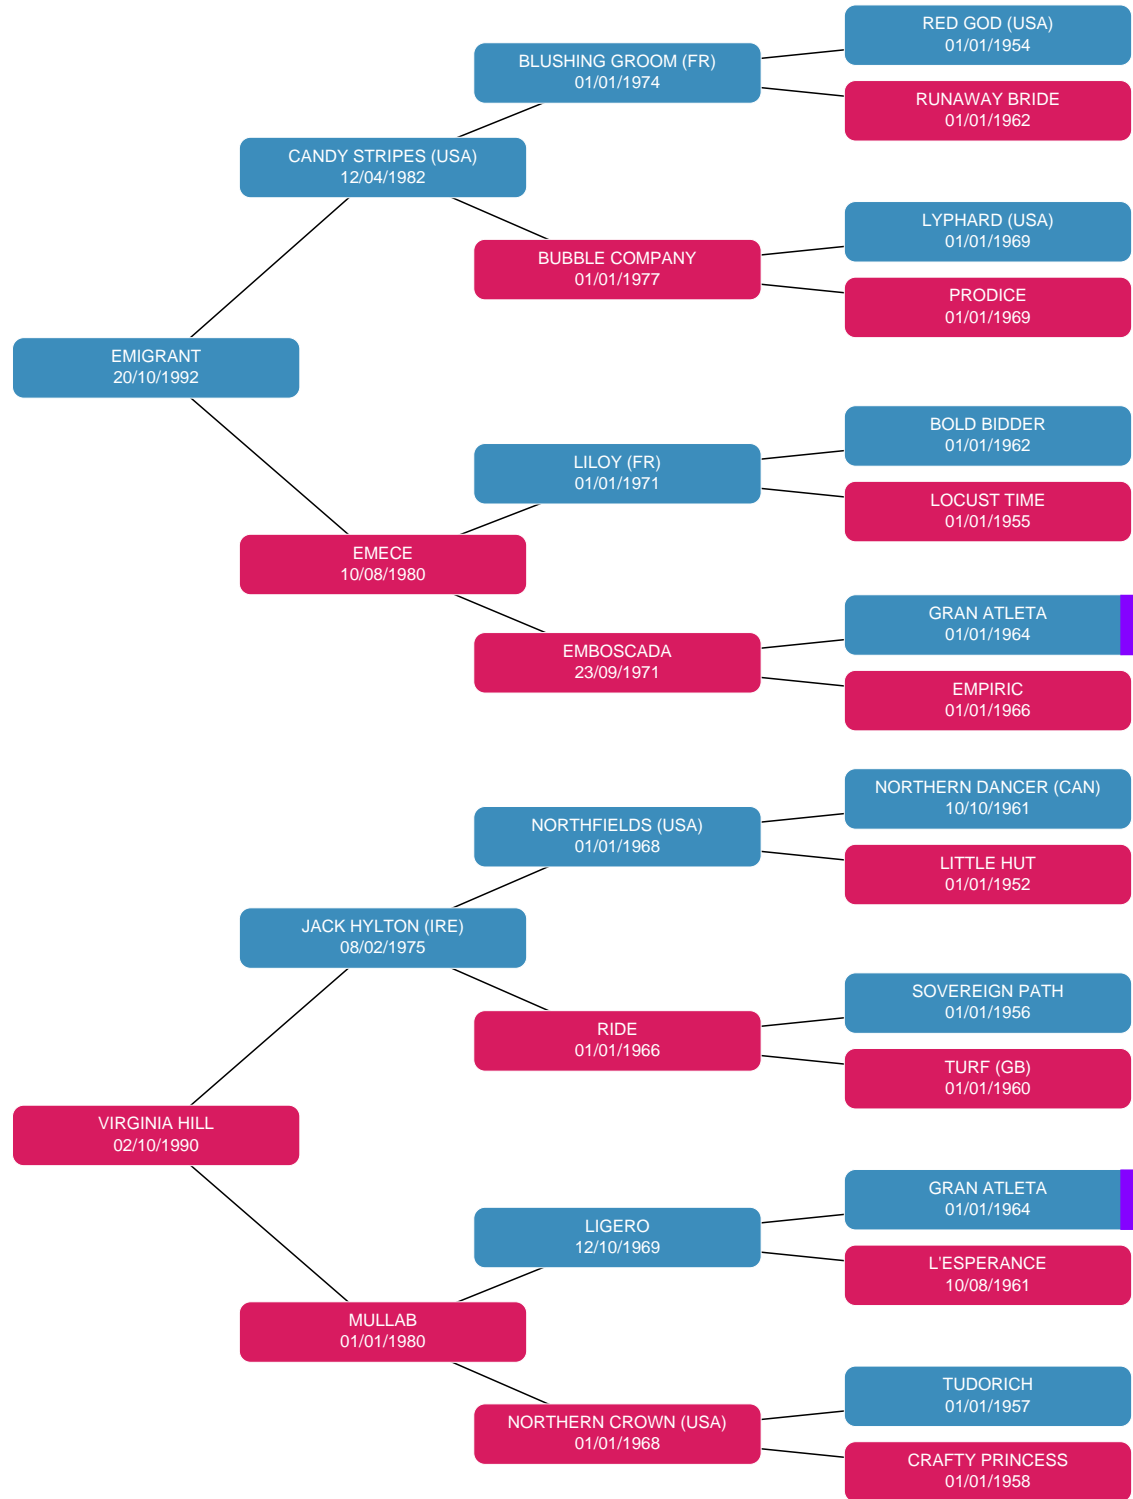 RED GOD (USA)
01/01/1954
BLUSHING GROOM (FR)
01/01/1974
RUNAWAY BRIDE
01/01/1962
CANDY STRIPES (USA)
12/04/1982
LYPHARD (USA)
01/01/1969
BUBBLE COMPANY
01/01/1977
PRODICE
01/01/1969
EMIGRANT
20/10/1992
BOLD BIDDER
01/01/1962
LILOY (FR)
01/01/1971
LOCUST TIME
01/01/1955
EMECE
10/08/1980
GRAN ATLETA
01/01/1964
EMBOSCADA
23/09/1971
EMPIRIC
01/01/1966
NORTHERN DANCER (CAN)
10/10/1961
NORTHFIELDS (USA)
01/01/1968
LITTLE HUT
01/01/1952
JACK HYLTON (IRE)
08/02/1975
SOVEREIGN PATH
01/01/1956
RIDE
01/01/1966
TURF (GB)
01/01/1960
VIRGINIA HILL
02/10/1990
GRAN ATLETA
01/01/1964
LIGERO
12/10/1969
L'ESPERANCE
10/08/1961
MULLAB
01/01/1980
TUDORICH
01/01/1957
NORTHERN CROWN (USA)
01/01/1968
CRAFTY PRINCESS
01/01/1958